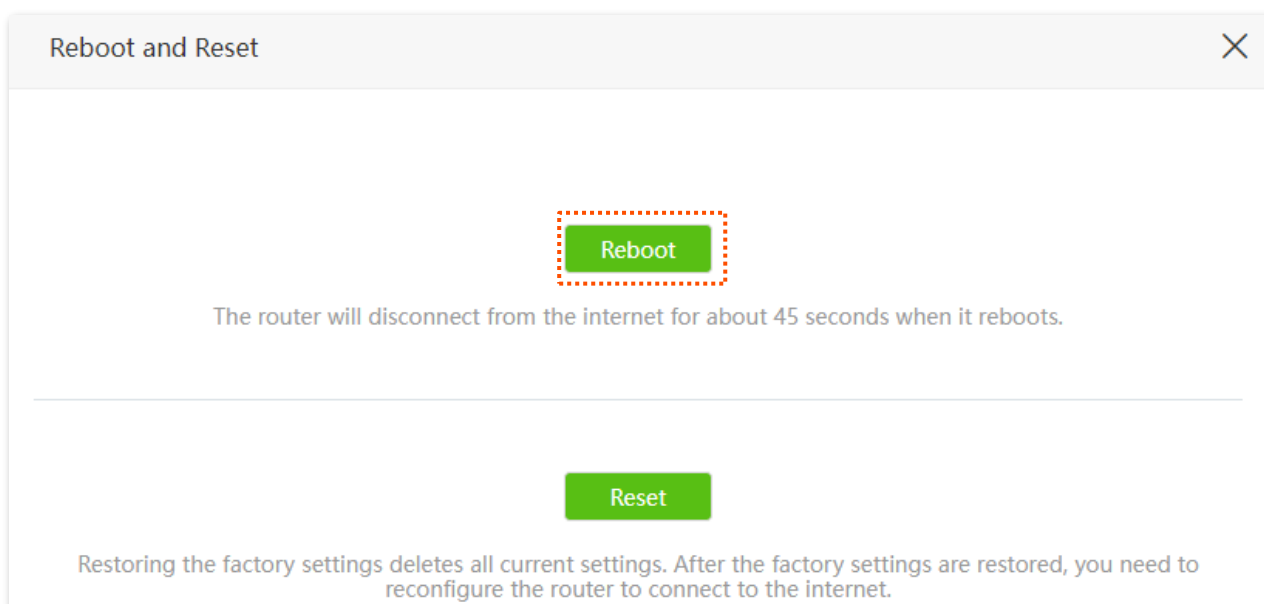 Reboot and Reset
Reboot
The router will disconnect from the internet for about 45 seconds when it reboots.
Reset
Restoring the factory settings deletes all current settings. After the factory settings are restored, you need to
reconfigure the router to connect to the internet.